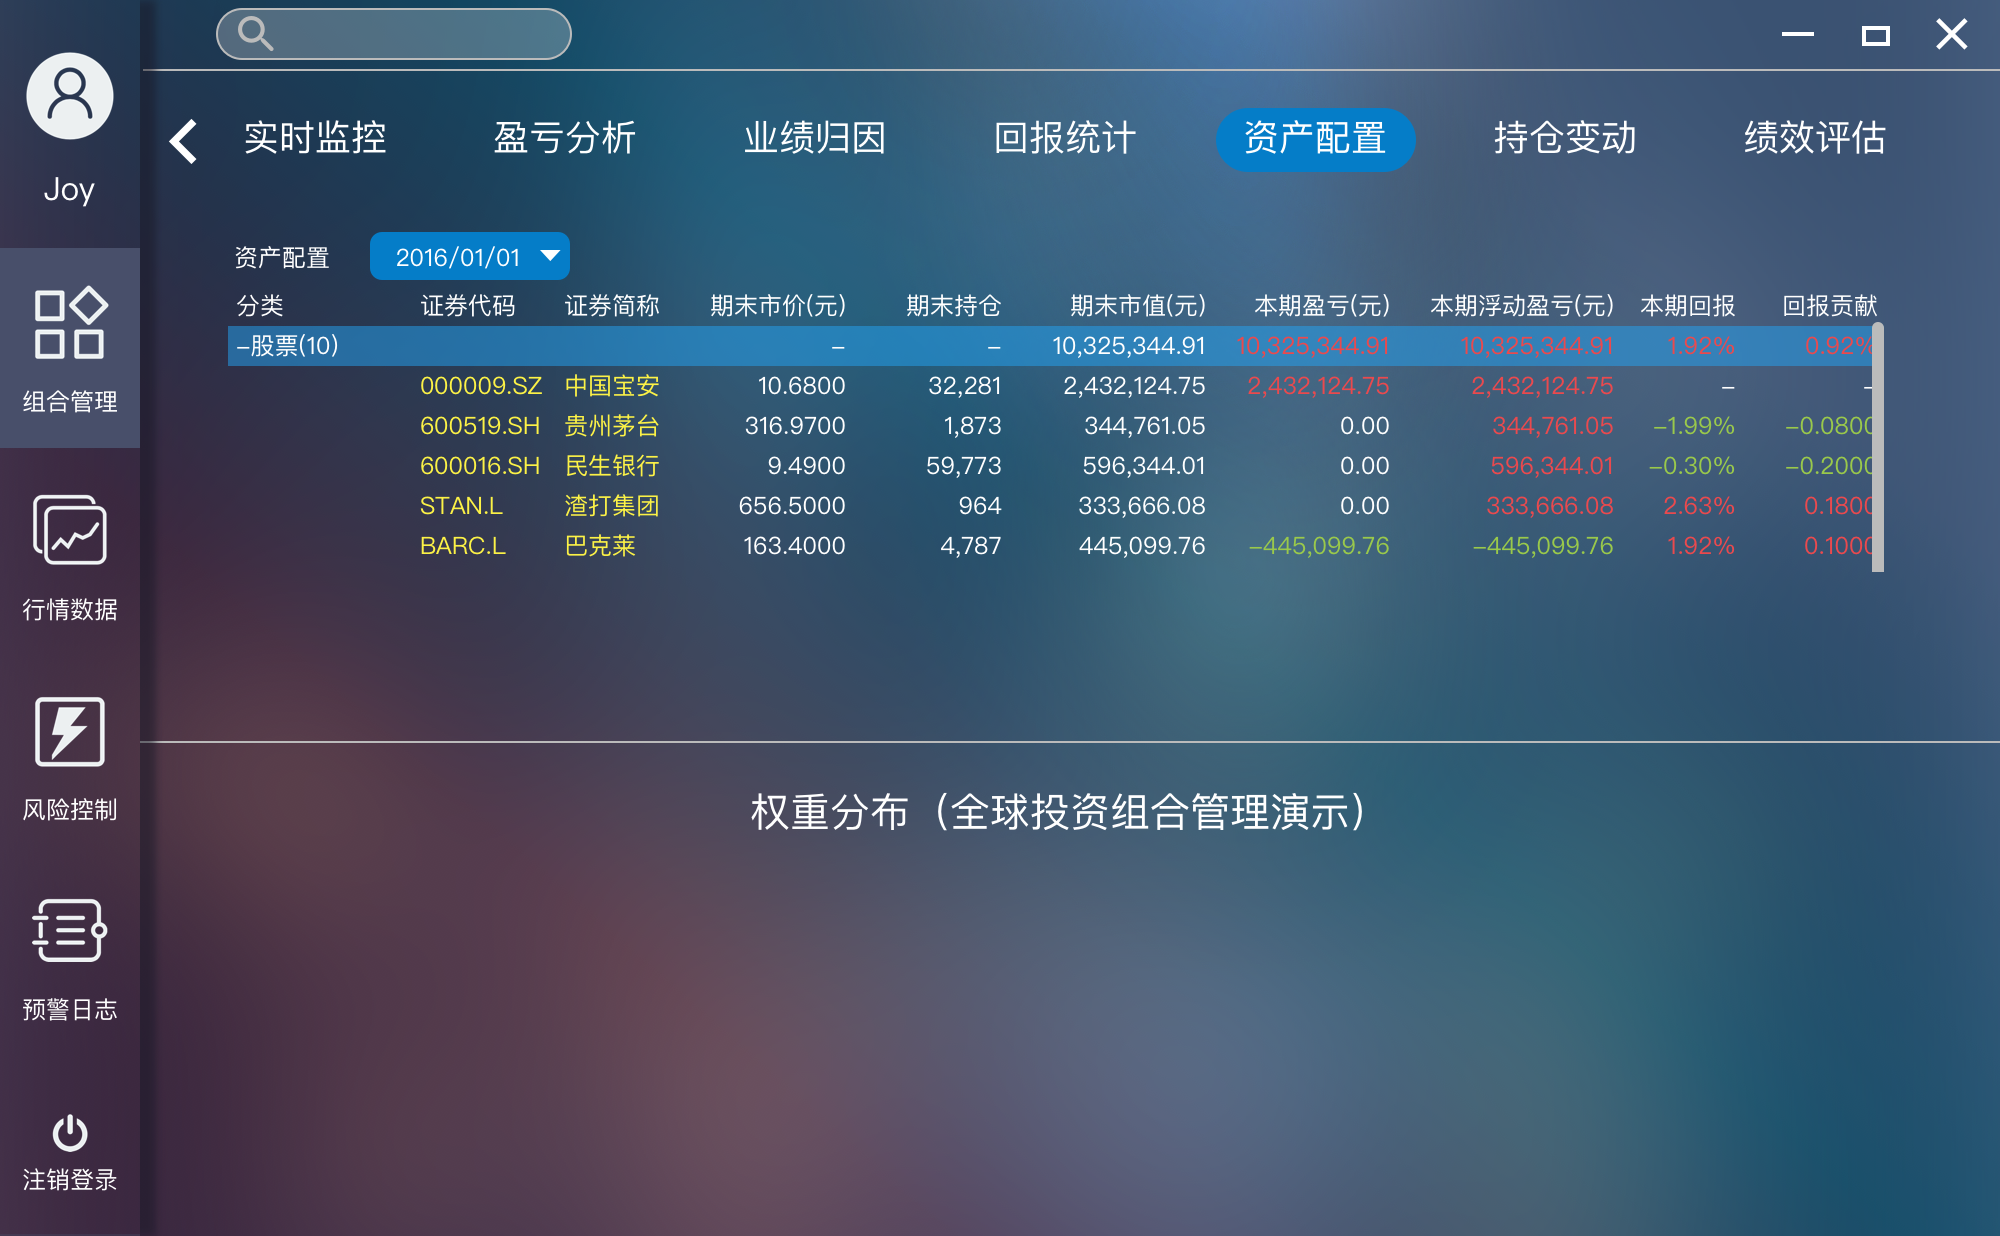 Joy
组合管理
行情数据
风险控制
预警日志
注销登录
实时监控 盈亏分析 业绩归因 回报统计 资产配置 持仓变动 绩效评估
资产配置 2016/01/01
分类 证券代码 证券简称 期末市价(元) 期末持仓 期末市值(元) 本期盈亏(元) 本期浮动盈亏(元) 本期回报 回报贡献
–股票(10) – – 10,325,344.91 10,325,344.91 10,325,344.91 1.92% 0.92%
000009.SZ 中国宝安 10.6800 32,281 2,432,124.75 2,432,124.75 2,432,124.75 – –
600519.SH 贵州茅台 316.9700 1,873 344,761.05 0.00 344,761.05 –1.99% –0.0800
600016.SH 民生银行 9.4900 59,773 596,344.01 0.00 596,344.01 –0.30% –0.2000
STAN.L 渣打集团 656.5000 964 333,666.08 0.00 333,666.08 2.63% 0.1800
BARC.L 巴克莱 163.4000 4,787 445,099.76 –445,099.76 –445,099.76 1.92% 0.1000
权重分布（全球投资组合管理演示）